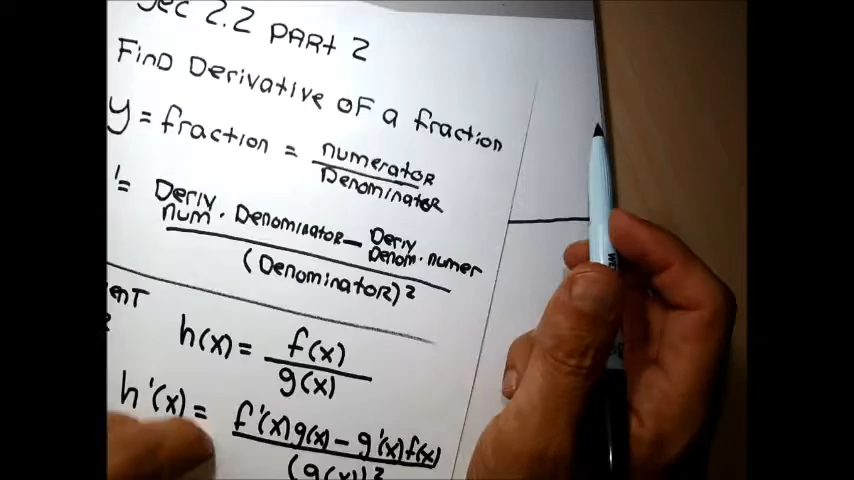 Sec 2.2 PART 2
Find Derivative OF a fraction
y = fraction = numerator / Denominator
' = Deriv num · Denominator - Deriv Denom · numer
(Denominator)²
h(x) = f(x) / g(x)
h'(x) = f'(x)g(x) - g'(x)f(x)
(g(x))²